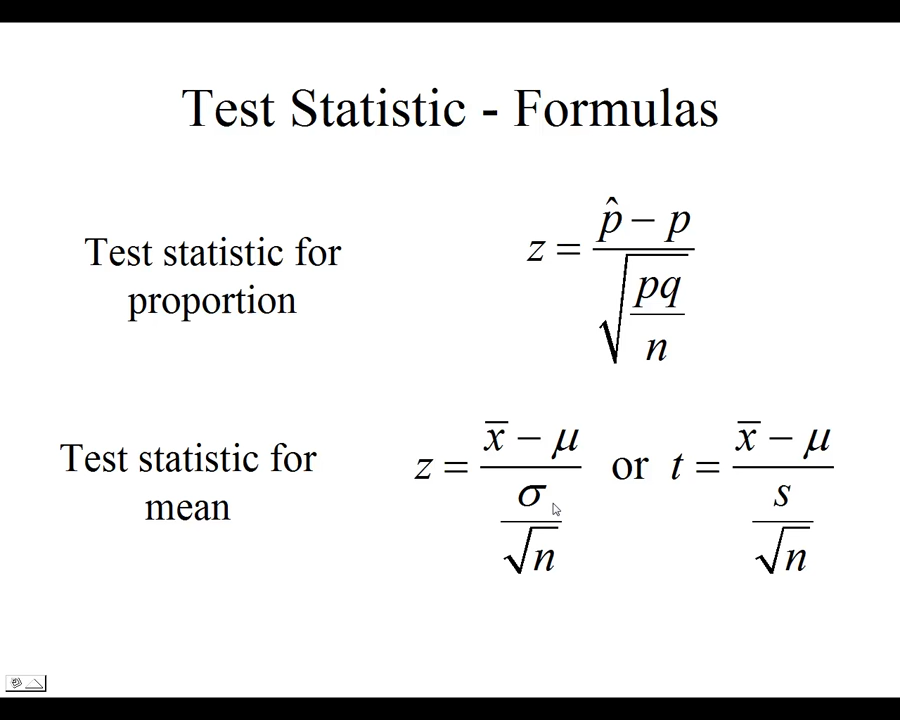 Test Statistic - Formulas
Test statistic for
proportion
z = (p̂ − p) / √(pq / n)
Test statistic for
mean
z = (x̅ − μ) / (σ / √n) or t = (x̅ − μ) / (s / √n)